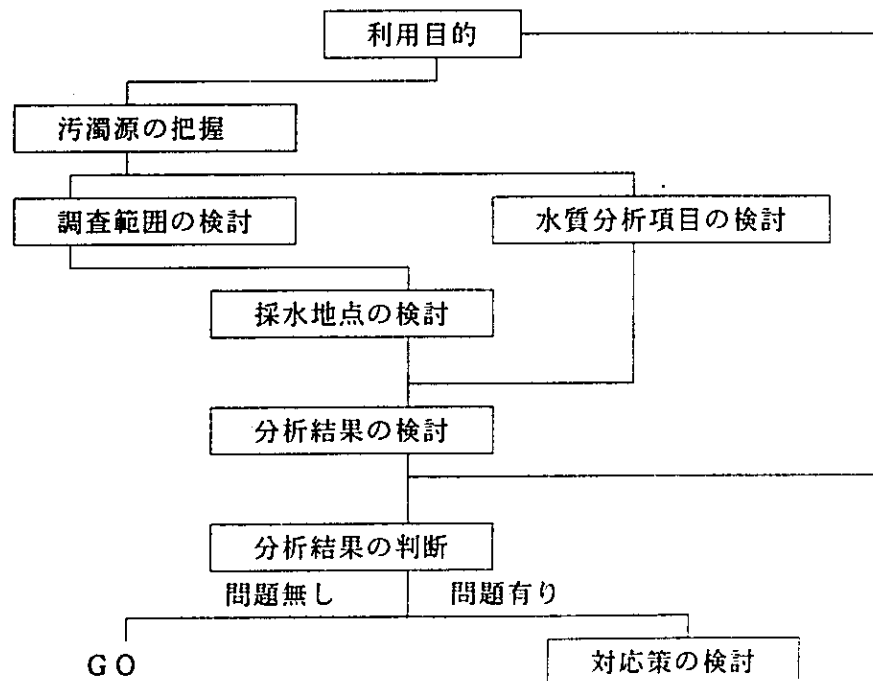 利用目的
汚濁源の把握
調査範囲の検討
水質分析項目の検討
採水地点の検討
分析結果の検討
分析結果の判断
問題無し
問題有り
GO
対応策の検討